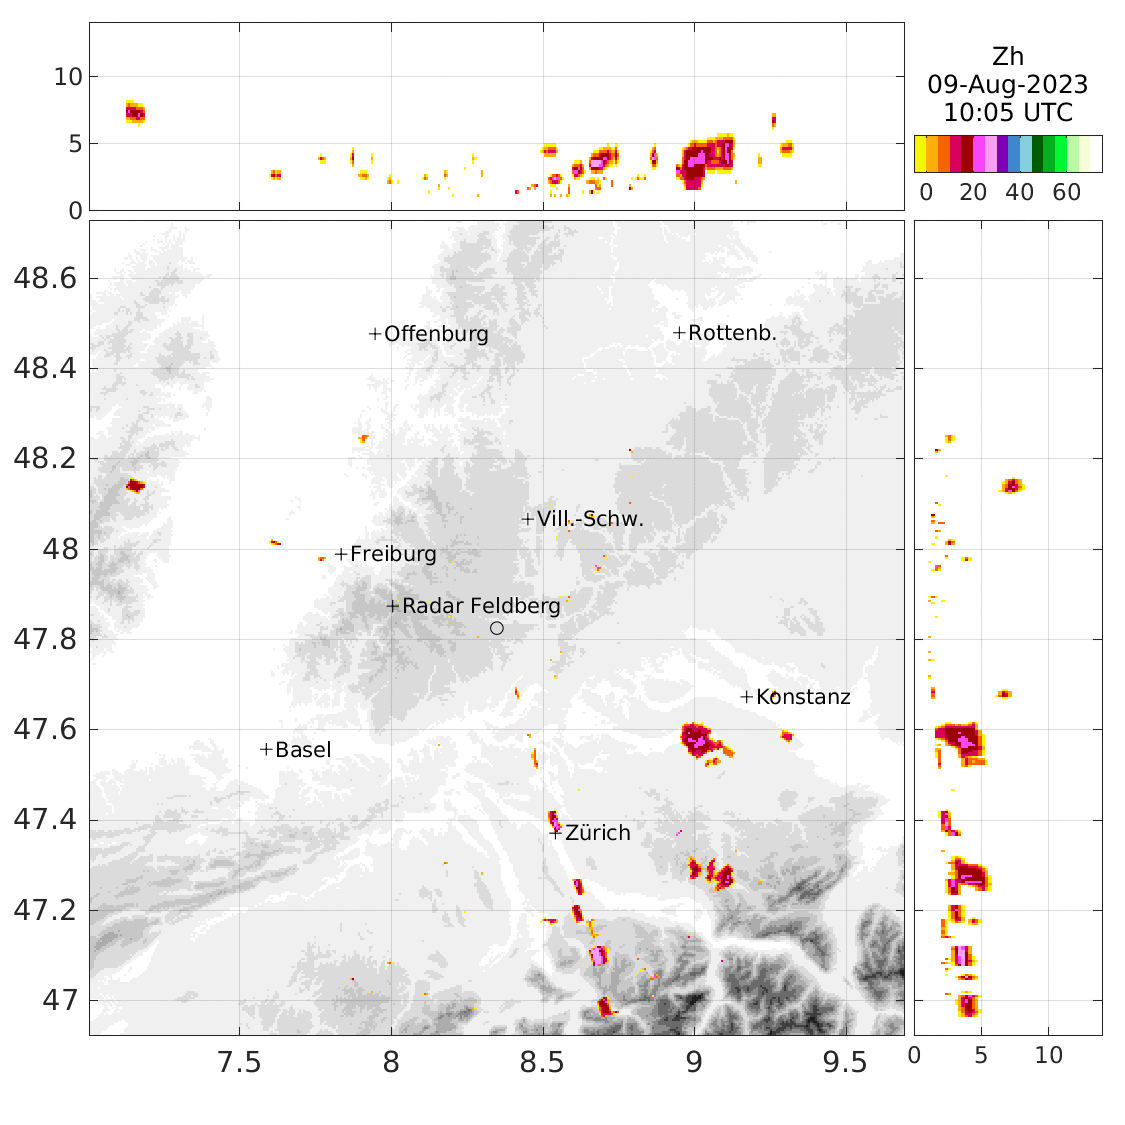 10
5
0
Zh
09-Aug-2023
10:05 UTC
0 20 40 60
48.6
48.4
48.2
48
47.8
47.6
47.4
47.2
47
+Offenburg
+Rottenb.
+Vill.-Schw.
+Freiburg
+Radar Feldberg
+Konstanz
+Basel
+Zürich
7.5 8 8.5 9 9.5
0 5 10